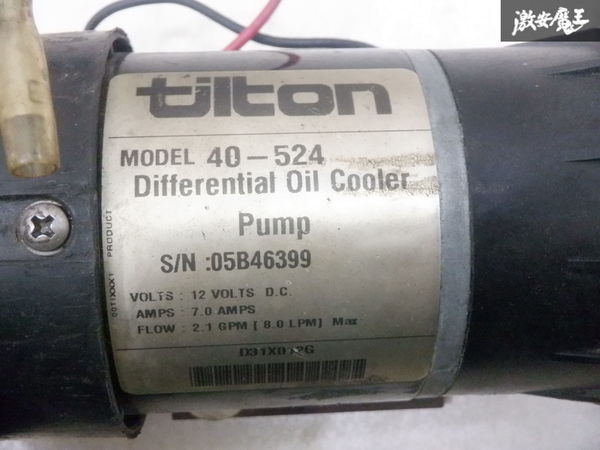 激安魔王
tilton
MODEL 40-524
Differential Oil Cooler
Pump
S/N :05B46399
VOLTS : 12 VOLTS D.C.
AMPS : 7.0 AMPS
FLOW : 2.1 GPM [ 8.0 LPM] Max
PRODUCT